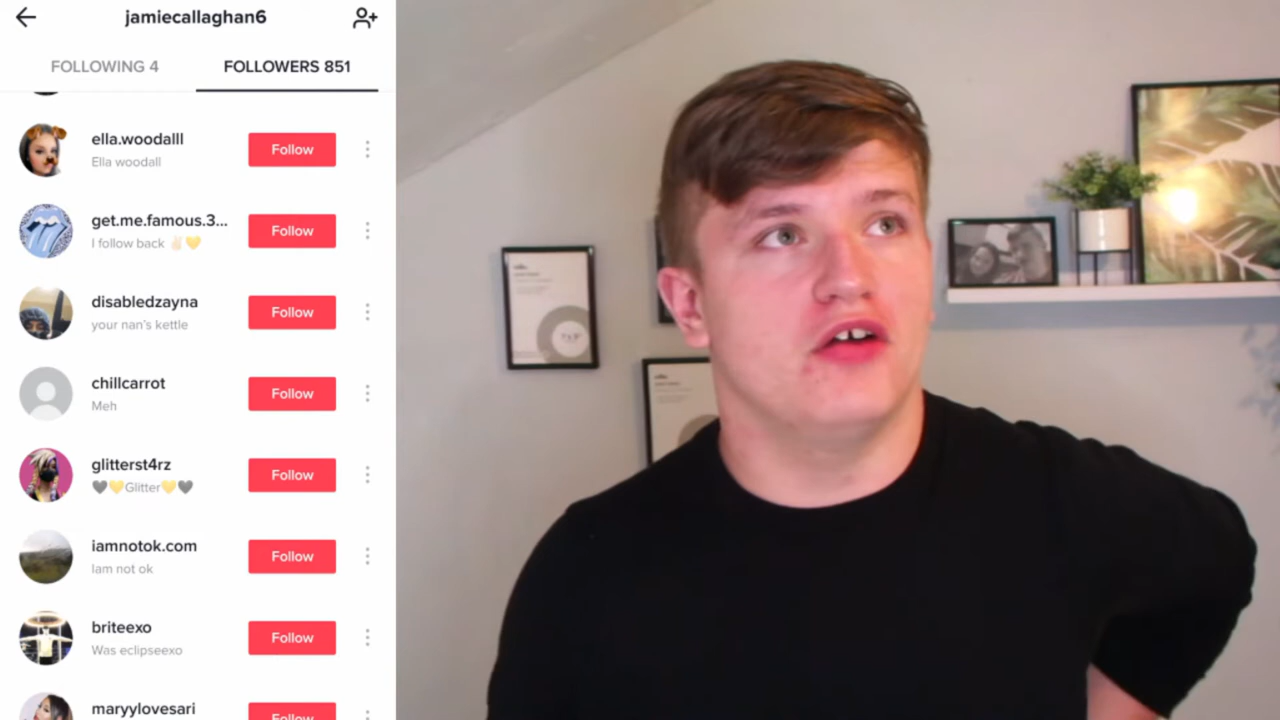 jamiecallaghan6
FOLLOWING 4
FOLLOWERS 851
ella.woodalll
Ella woodall
Follow
get.me.famous.3...
I follow back ✌🏻💛
Follow
disabledzayna
your nan's kettle
Follow
chillcarrot
Meh
Follow
glitterst4rz
🖤💛Glitter💛🖤
Follow
iamnotok.com
Iam not ok
Follow
briteexo
Was eclipseexo
Follow
maryylovesari
Follow